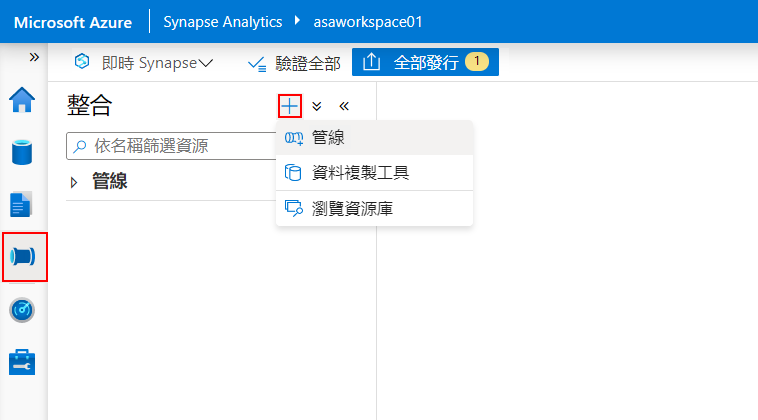 Microsoft Azure Synapse Analytics asaworkspace01
即時 Synapse 驗證全部 全部發行 1
整合
依名稱篩選資源
管線
管線
資料複製工具
瀏覽資源庫